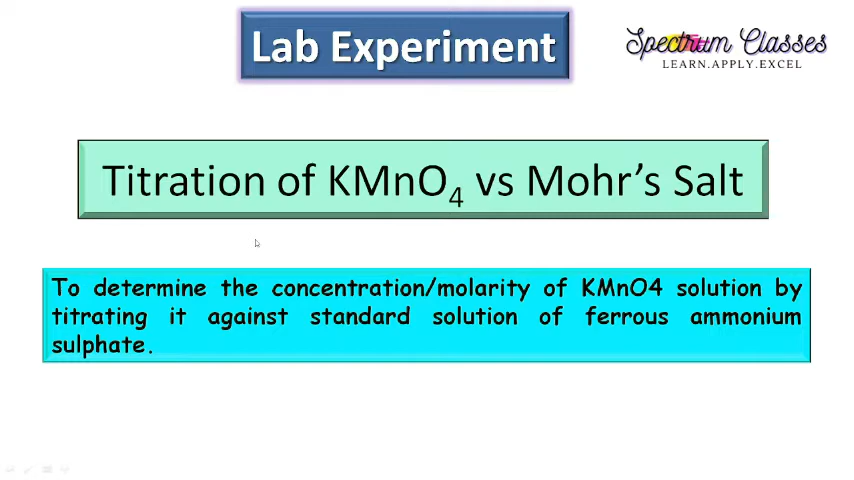 Lab Experiment
Spectrum Classes
LEARN.APPLY.EXCEL
Titration of KMnO₄ vs Mohr's Salt
To determine the concentration/molarity of KMnO4 solution by
titrating it against standard solution of ferrous ammonium
sulphate.